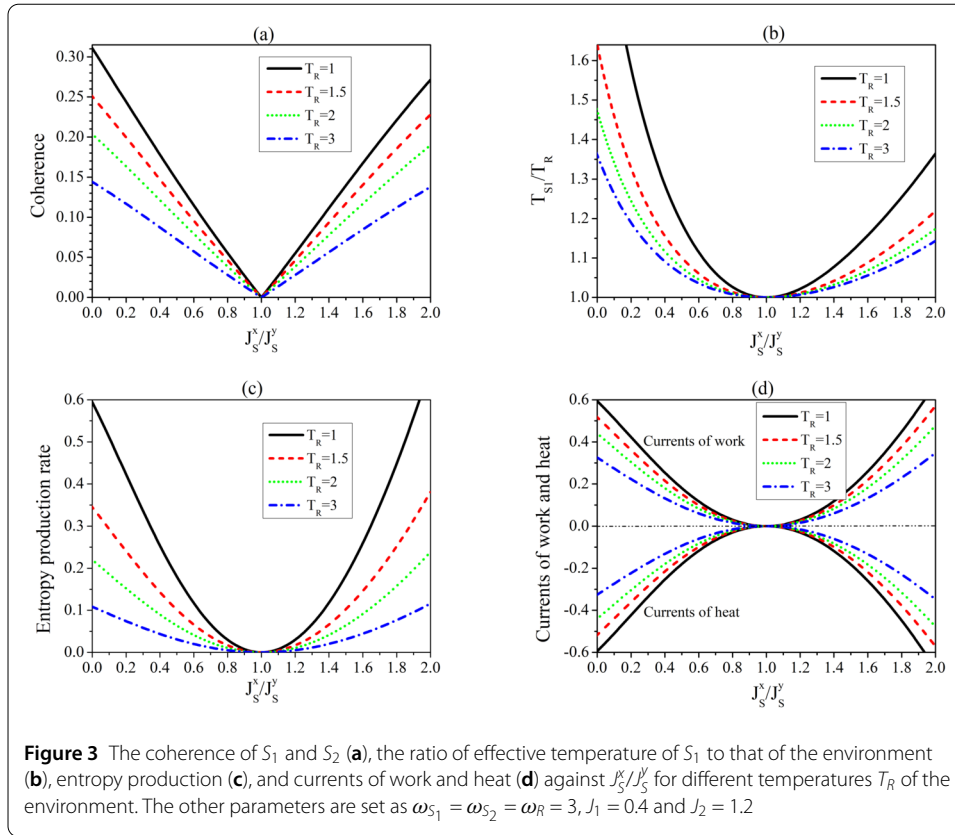 (a)
Coherence
0.30
0.25
0.20
0.15
0.10
0.05
0.00
T_R=1
T_R=1.5
T_R=2
T_R=3
0.0 0.2 0.4 0.6 0.8 1.0 1.2 1.4 1.6 1.8 2.0
J_S^x/J_S^y
(b)
T_S1/T_R
1.6
1.5
1.4
1.3
1.2
1.1
1.0
T_R=1
T_R=1.5
T_R=2
T_R=3
0.0 0.2 0.4 0.6 0.8 1.0 1.2 1.4 1.6 1.8 2.0
J_S^x/J_S^y
(c)
Entropy production rate
0.6
0.5
0.4
0.3
0.2
0.1
0.0
T_R=1
T_R=1.5
T_R=2
T_R=3
0.0 0.2 0.4 0.6 0.8 1.0 1.2 1.4 1.6 1.8 2.0
J_S^x/J_S^y
(d)
Currents of work and heat
0.6
0.4
0.2
0.0
-0.2
-0.4
-0.6
T_R=1
T_R=1.5
T_R=2
T_R=3
Currents of work
Currents of heat
0.0 0.2 0.4 0.6 0.8 1.0 1.2 1.4 1.6 1.8 2.0
J_S^x/J_S^y
Figure 3 The coherence of S₁ and S₂ (a), the ratio of effective temperature of S₁ to that of the environment
(b), entropy production (c), and currents of work and heat (d) against J_S^x/J_S^y for different temperatures T_R of the
environment. The other parameters are set as ω_S₁ = ω_S₂ = ω_R = 3, J₁ = 0.4 and J₂ = 1.2